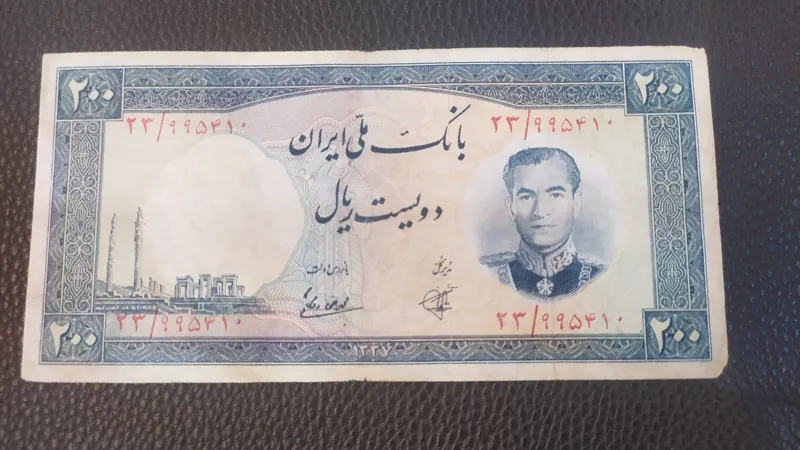 ۲۰۰ ۲۰۰
۲۳/۹۹۵۴۱۰ ۲۳/۹۹۵۴۱۰
بانک ملی ایران
دویست ریال
مدیر کل بازرس دولت
۲۳/۹۹۵۴۱۰ ۲۳/۹۹۵۴۱۰
۲۰۰ ۲۰۰
۱۳۳۷